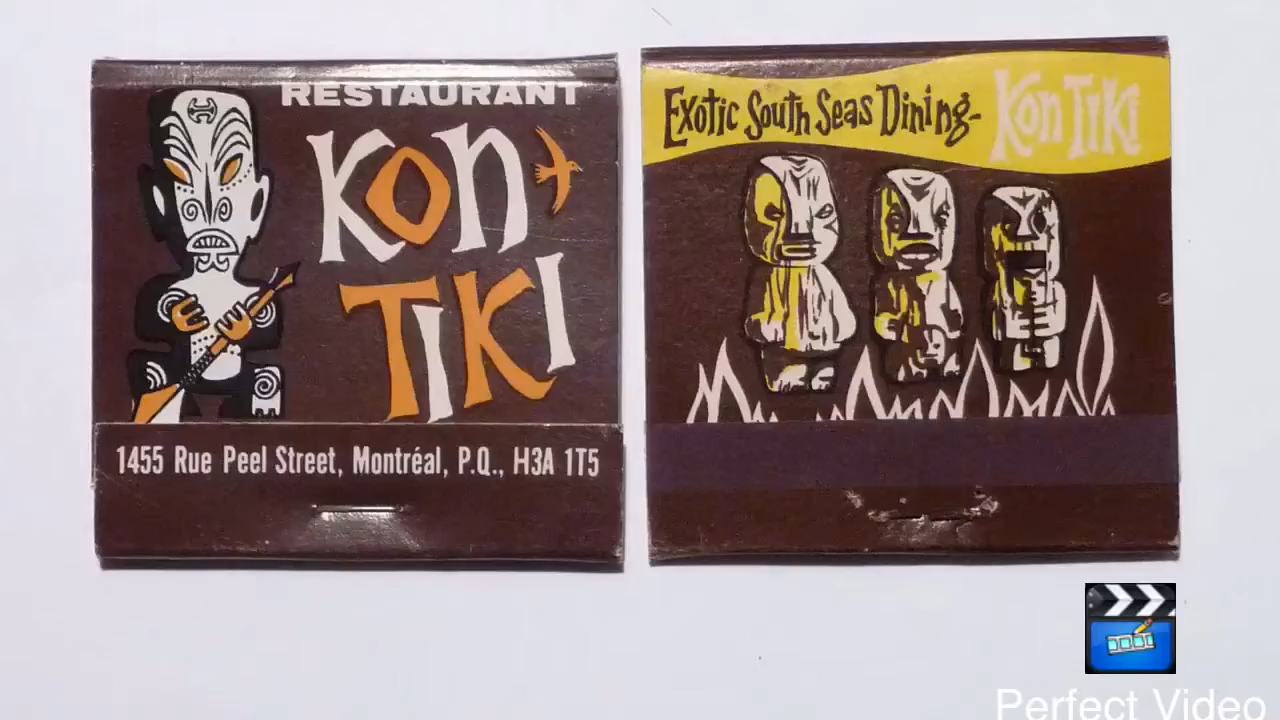 RESTAURANT
KON-
TIKI
1455 Rue Peel Street, Montréal, P.Q., H3A 1T5
Exotic South Seas Dining- Kon Tiki
Perfect Video